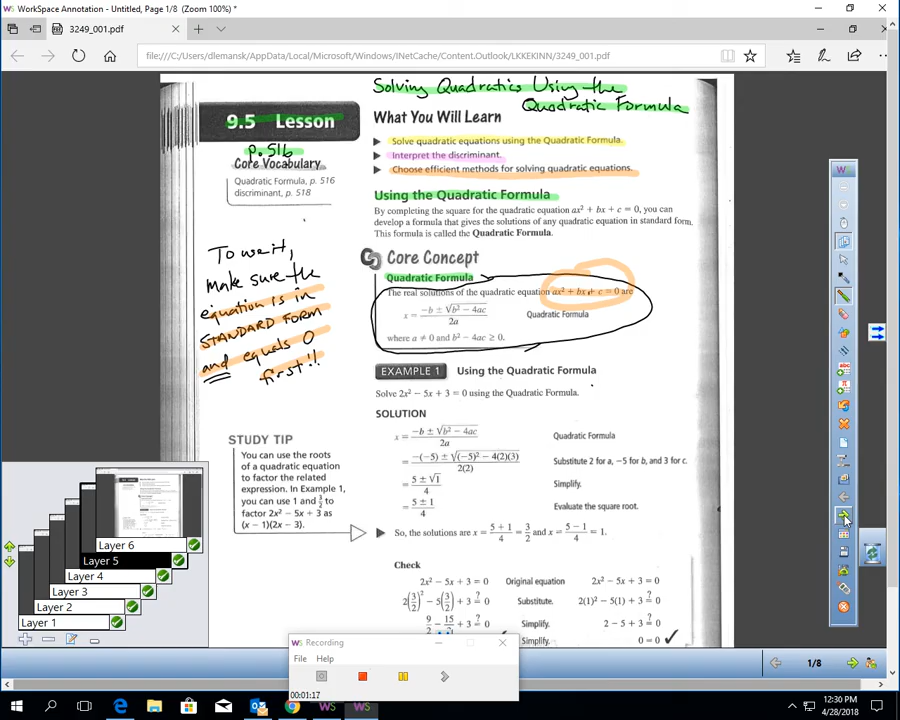 WorkSpace Annotation - 3249_001.pdf - Page 1/8 (Zoom 100%) *
3249_001.pdf
file:///C:/Users/dlemansk/AppData/Local/Microsoft/Windows/INetCache/Content.Outlook/LKKEKINN/3249_001.pdf
Solving Quadratics Using the
Quadratic Formula
9.5 Lesson
p. 516
Core Vocabulary
Quadratic Formula, p. 516
discriminant, p. 518
What You Will Learn
Solve quadratic equations using the Quadratic Formula.
Interpret the discriminant.
Choose efficient methods for solving quadratic equations.
Using the Quadratic Formula
By completing the square for the quadratic equation ax² + bx + c = 0, you can
develop a formula that gives the solutions of any quadratic equation in standard form.
This formula is called the Quadratic Formula.
To use it,
make sure the
equation is in
STANDARD FORM
and equals 0
first!!
Core Concept
Quadratic Formula
The real solutions of the quadratic equation ax² + bx + c = 0 are
x = (-b ± √(b² − 4ac))/2a Quadratic Formula
where a ≠ 0 and b² − 4ac ≥ 0.
EXAMPLE 1 Using the Quadratic Formula
Solve 2x² − 5x + 3 = 0 using the Quadratic Formula.
SOLUTION
x = (-b ± √(b² − 4ac))/2a Quadratic Formula
= (-(-5) ± √((-5)² − 4(2)(3)))/2(2) Substitute 2 for a, −5 for b, and 3 for c.
= (5 ± √1)/4 Simplify.
= (5 ± 1)/4 Evaluate the square root.
So, the solutions are x = (5 + 1)/4 = 3/2 and x = (5 − 1)/4 = 1.
STUDY TIP
You can use the roots
of a quadratic equation
to factor the related
expression. In Example 1,
you can use 1 and 3/2 to
factor 2x² − 5x + 3 as
(x − 1)(2x − 3).
Check
2x² − 5x + 3 = 0 Original equation 2x² − 5x + 3 = 0
2(3/2)² − 5(3/2) + 3 ≟ 0 Substitute. 2(1)² − 5(1) + 3 ≟ 0
9/2 − 15/2 + 3 ≟ 0 Simplify. 2 − 5 + 3 ≟ 0
Simplify. 0 = 0 ✓
Layer 6
Layer 5
Layer 4
Layer 3
Layer 2
Layer 1
Recording
File Help
00:01:17
1/8
12:30 PM
4/28/2018